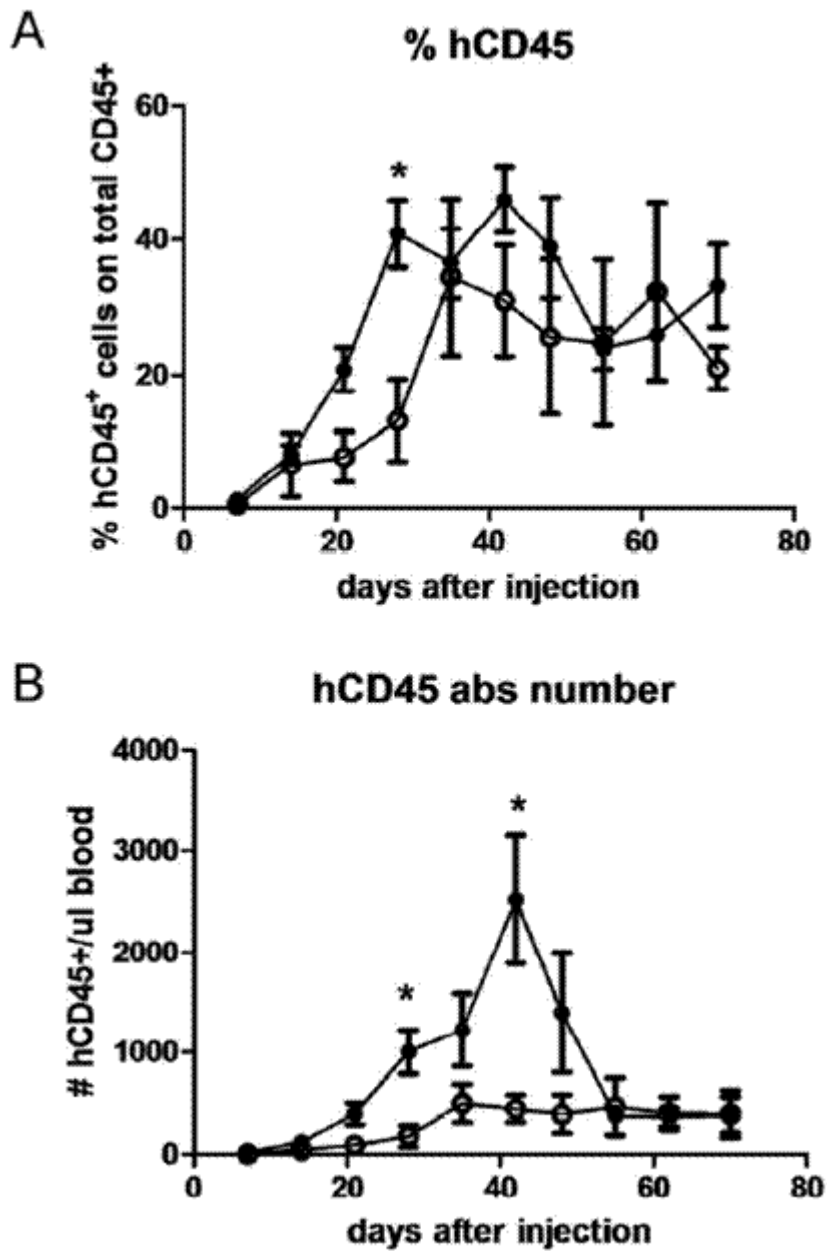 A
% hCD45
% hCD45⁺ cells on total CD45+
60
40
20
0
*
0 20 40 60 80
days after injection
B
hCD45 abs number
# hCD45+/ul blood
4000
3000
2000
1000
0
*
*
0 20 40 60 80
days after injection